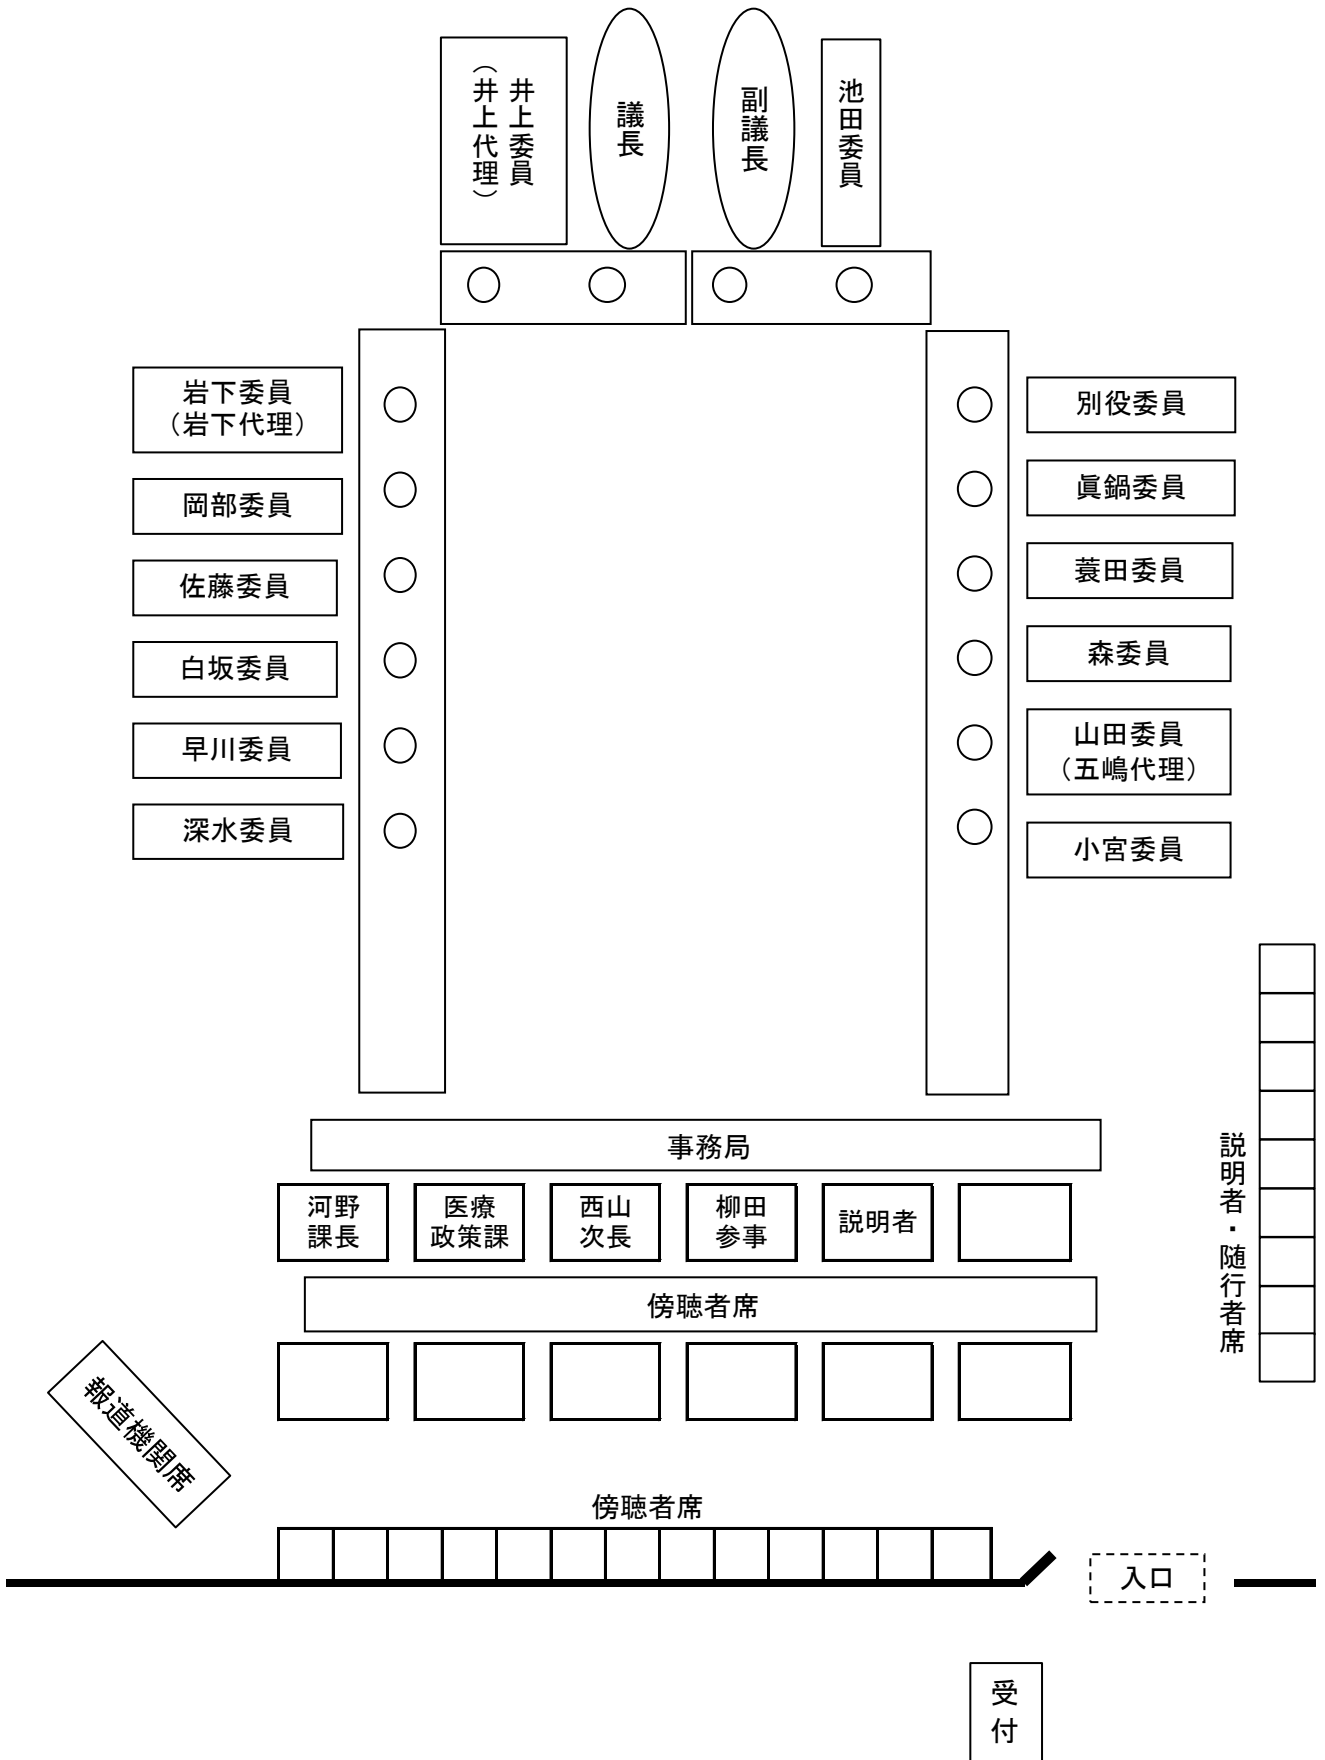 井上委員
（井上代理）
議長
副議長
池田委員
岩下委員
（岩下代理）
岡部委員
佐藤委員
白坂委員
早川委員
深水委員
別役委員
眞鍋委員
蓑田委員
森委員
山田委員
（五嶋代理）
小宮委員
事務局
河野
課長
医療
政策課
西山
次長
柳田
参事
説明者
説明者・随行者席
傍聴者席
報道機関席
傍聴者席
入口
受付